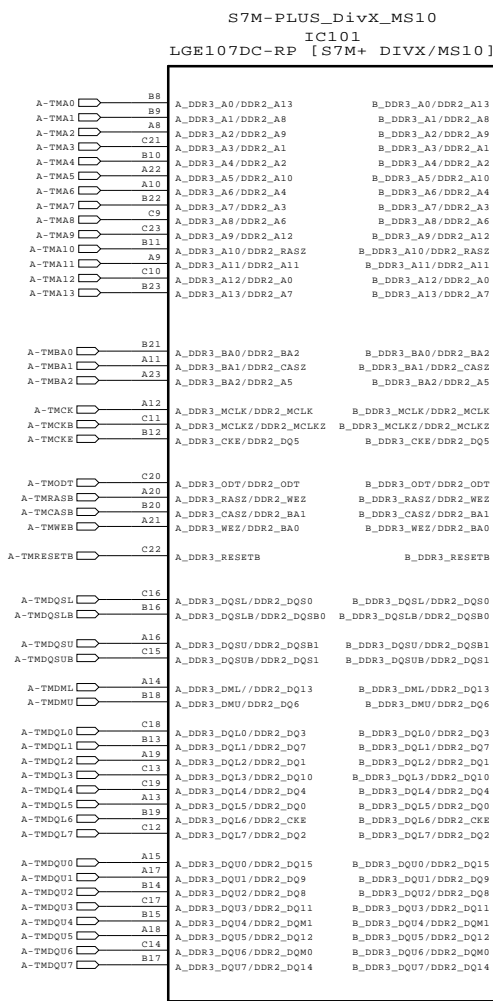 S7M-PLUS_DivX_MS10
IC101
LGE107DC-RP [S7M+ DIVX/MS10]
A-TMA0 B8 A_DDR3_A0/DDR2_A13 B_DDR3_A0/DDR2_A13
A-TMA1 B9 A_DDR3_A1/DDR2_A8 B_DDR3_A1/DDR2_A8
A-TMA2 A8 A_DDR3_A2/DDR2_A9 B_DDR3_A2/DDR2_A9
A-TMA3 C21 A_DDR3_A3/DDR2_A1 B_DDR3_A3/DDR2_A1
A-TMA4 B10 A_DDR3_A4/DDR2_A2 B_DDR3_A4/DDR2_A2
A-TMA5 A22 A_DDR3_A5/DDR2_A10 B_DDR3_A5/DDR2_A10
A-TMA6 A10 A_DDR3_A6/DDR2_A4 B_DDR3_A6/DDR2_A4
A-TMA7 B22 A_DDR3_A7/DDR2_A3 B_DDR3_A7/DDR2_A3
A-TMA8 C9 A_DDR3_A8/DDR2_A6 B_DDR3_A8/DDR2_A6
A-TMA9 C23 A_DDR3_A9/DDR2_A12 B_DDR3_A9/DDR2_A12
A-TMA10 B11 A_DDR3_A10/DDR2_RASZ B_DDR3_A10/DDR2_RASZ
A-TMA11 A9 A_DDR3_A11/DDR2_A11 B_DDR3_A11/DDR2_A11
A-TMA12 C10 A_DDR3_A12/DDR2_A0 B_DDR3_A12/DDR2_A0
A-TMA13 B23 A_DDR3_A13/DDR2_A7 B_DDR3_A13/DDR2_A7
A-TMBA0 B21 A_DDR3_BA0/DDR2_BA2 B_DDR3_BA0/DDR2_BA2
A-TMBA1 A11 A_DDR3_BA1/DDR2_CASZ B_DDR3_BA1/DDR2_CASZ
A-TMBA2 A23 A_DDR3_BA2/DDR2_A5 B_DDR3_BA2/DDR2_A5
A-TMCK A12 A_DDR3_MCLK/DDR2_MCLK B_DDR3_MCLK/DDR2_MCLK
A-TMCKB C11 A_DDR3_MCLKZ/DDR2_MCLKZ B_DDR3_MCLKZ/DDR2_MCLKZ
A-TMCKE B12 A_DDR3_CKE/DDR2_DQ5 B_DDR3_CKE/DDR2_DQ5
A-TMODT C20 A_DDR3_ODT/DDR2_ODT B_DDR3_ODT/DDR2_ODT
A-TMRASB A20 A_DDR3_RASZ/DDR2_WEZ B_DDR3_RASZ/DDR2_WEZ
A-TMCASB B20 A_DDR3_CASZ/DDR2_BA1 B_DDR3_CASZ/DDR2_BA1
A-TMWEB A21 A_DDR3_WEZ/DDR2_BA0 B_DDR3_WEZ/DDR2_BA0
A-TMRESETB C22 A_DDR3_RESETB B_DDR3_RESETB
A-TMDQSL C16 A_DDR3_DQSL/DDR2_DQS0 B_DDR3_DQSL/DDR2_DQS0
A-TMDQSLB B16 A_DDR3_DQSLB/DDR2_DQSB0 B_DDR3_DQSLB/DDR2_DQSB0
A-TMDQSU A16 A_DDR3_DQSU/DDR2_DQSB1 B_DDR3_DQSU/DDR2_DQSB1
A-TMDQSUB C15 A_DDR3_DQSUB/DDR2_DQS1 B_DDR3_DQSUB/DDR2_DQS1
A-TMDML A14 A_DDR3_DML//DDR2_DQ13 B_DDR3_DML/DDR2_DQ13
A-TMDMU B18 A_DDR3_DMU/DDR2_DQ6 B_DDR3_DMU/DDR2_DQ6
A-TMDQL0 C18 A_DDR3_DQL0/DDR2_DQ3 B_DDR3_DQL0/DDR2_DQ3
A-TMDQL1 B13 A_DDR3_DQL1/DDR2_DQ7 B_DDR3_DQL1/DDR2_DQ7
A-TMDQL2 A19 A_DDR3_DQL2/DDR2_DQ1 B_DDR3_DQL2/DDR2_DQ1
A-TMDQL3 C13 A_DDR3_DQL3/DDR2_DQ10 B_DDR3_DQL3/DDR2_DQ10
A-TMDQL4 C19 A_DDR3_DQL4/DDR2_DQ4 B_DDR3_DQL4/DDR2_DQ4
A-TMDQL5 A13 A_DDR3_DQL5/DDR2_DQ0 B_DDR3_DQL5/DDR2_DQ0
A-TMDQL6 B19 A_DDR3_DQL6/DDR2_CKE B_DDR3_DQL6/DDR2_CKE
A-TMDQL7 C12 A_DDR3_DQL7/DDR2_DQ2 B_DDR3_DQL7/DDR2_DQ2
A-TMDQU0 A15 A_DDR3_DQU0/DDR2_DQ15 B_DDR3_DQU0/DDR2_DQ15
A-TMDQU1 A17 A_DDR3_DQU1/DDR2_DQ9 B_DDR3_DQU1/DDR2_DQ9
A-TMDQU2 B14 A_DDR3_DQU2/DDR2_DQ8 B_DDR3_DQU2/DDR2_DQ8
A-TMDQU3 C17 A_DDR3_DQU3/DDR2_DQ11 B_DDR3_DQU3/DDR2_DQ11
A-TMDQU4 B15 A_DDR3_DQU4/DDR2_DQM1 B_DDR3_DQU4/DDR2_DQM1
A-TMDQU5 A18 A_DDR3_DQU5/DDR2_DQ12 B_DDR3_DQU5/DDR2_DQ12
A-TMDQU6 C14 A_DDR3_DQU6/DDR2_DQM0 B_DDR3_DQU6/DDR2_DQM0
A-TMDQU7 B17 A_DDR3_DQU7/DDR2_DQ14 B_DDR3_DQU7/DDR2_DQ14